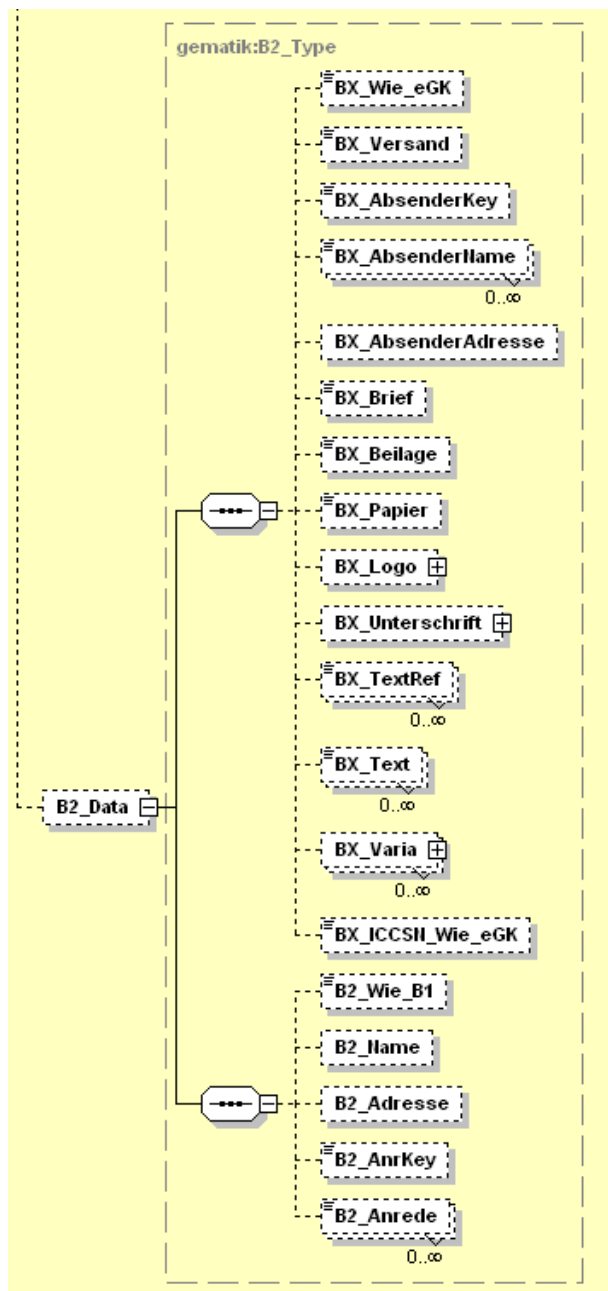 gematik:B2_Type
BX_Wie_eGK
BX_Versand
BX_AbsenderKey
BX_AbsenderName
0..∞
BX_AbsenderAdresse
BX_Brief
BX_Beilage
BX_Papier
BX_Logo
BX_Unterschrift
BX_TextRef
0..∞
BX_Text
0..∞
B2_Data
BX_Varia
0..∞
BX_ICCSN_Wie_eGK
B2_Wie_B1
B2_Name
B2_Adresse
B2_AnrKey
B2_Anrede
0..∞